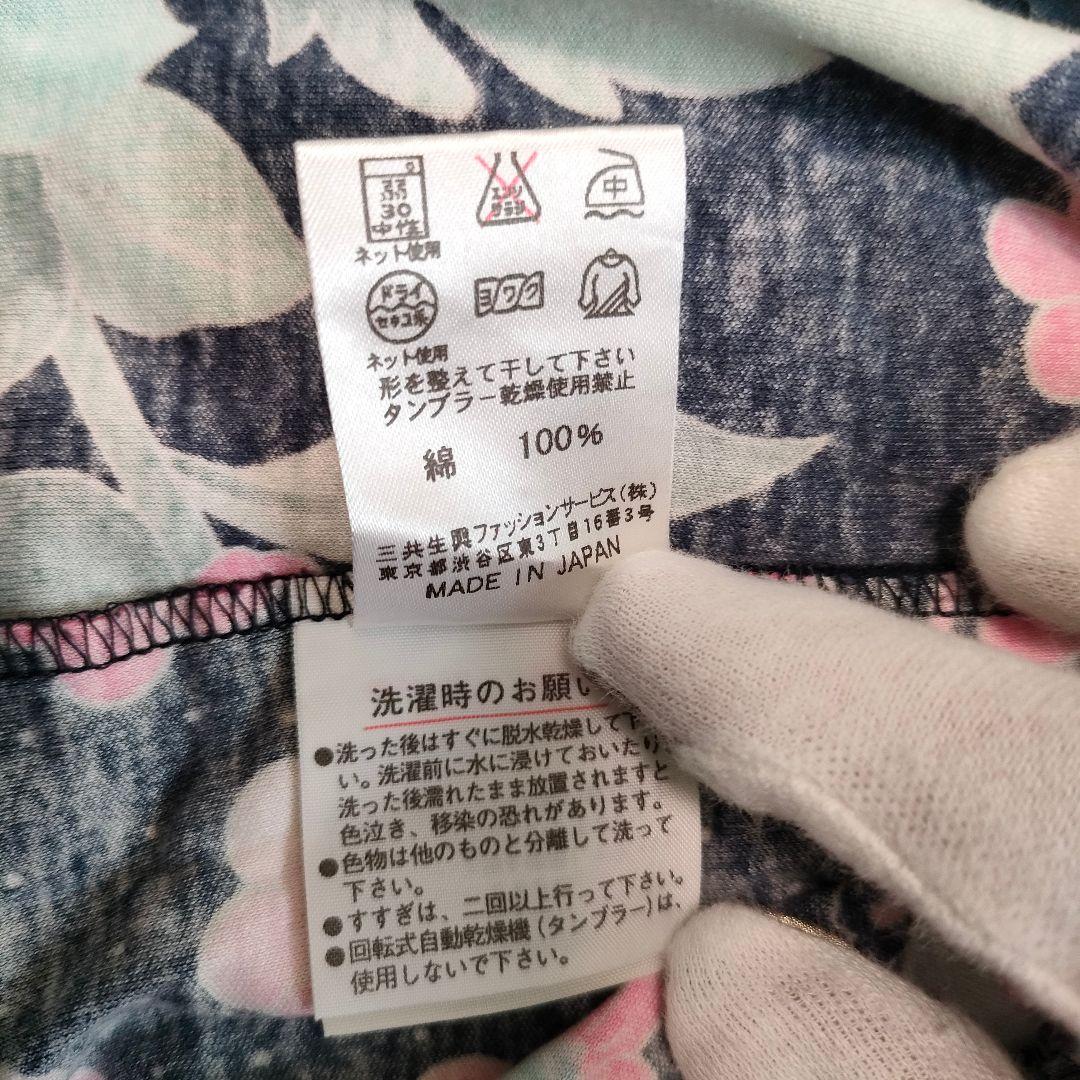 弱
30
中性
ネット使用
エンソ
サラシ
中
ドライ
セキユ系
ネット使用
ヨワク
形を整えて干して下さい
タンブラー乾燥使用禁止
綿 100%
三共生興ファッションサービス(株)
東京都渋谷区東3丁目16番3号
MADE IN JAPAN
洗濯時のお願い
●洗った後はすぐに脱水乾燥して下
い。洗濯前に水に浸けておいたり
洗った後濡れたまま放置されますと
色泣き、移染の恐れがあります。
●色物は他のものと分離して洗って
下さい。
●すすぎは、二回以上行って下さい。
●回転式自動乾燥機(タンブラー)は、
使用しないで下さい。